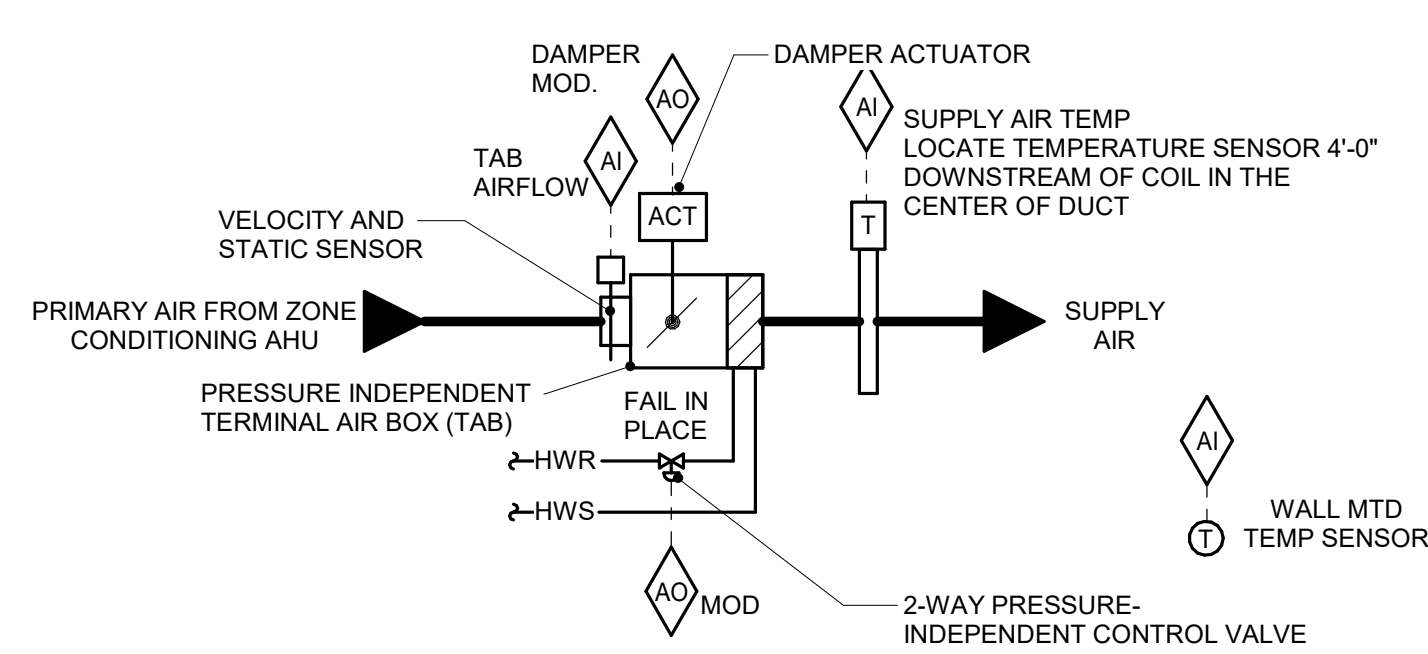 DAMPER
MOD.
AO
DAMPER ACTUATOR
AI
SUPPLY AIR TEMP
LOCATE TEMPERATURE SENSOR 4'-0"
DOWNSTREAM OF COIL IN THE
CENTER OF DUCT
TAB
AIRFLOW
AI
VELOCITY AND
STATIC SENSOR
ACT
T
PRIMARY AIR FROM ZONE
CONDITIONING AHU
SUPPLY
AIR
PRESSURE INDEPENDENT
TERMINAL AIR BOX (TAB)
FAIL IN
PLACE
HWR
HWS
AI
T
WALL MTD
TEMP SENSOR
AO
MOD
2-WAY PRESSURE-
INDEPENDENT CONTROL VALVE